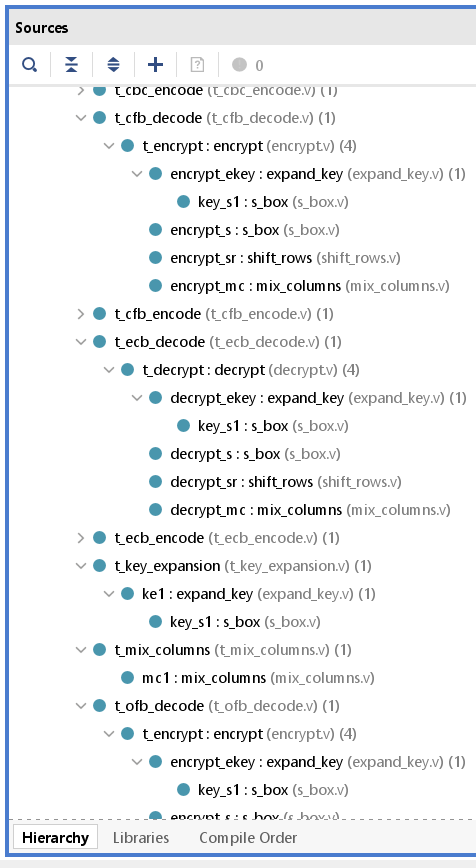 Sources
0
t_cbc_encode (t_cbc_encode.v) (1)
t_cfb_decode (t_cfb_decode.v) (1)
t_encrypt : encrypt (encrypt.v) (4)
encrypt_ekey : expand_key (expand_key.v) (1)
key_s1 : s_box (s_box.v)
encrypt_s : s_box (s_box.v)
encrypt_sr : shift_rows (shift_rows.v)
encrypt_mc : mix_columns (mix_columns.v)
t_cfb_encode (t_cfb_encode.v) (1)
t_ecb_decode (t_ecb_decode.v) (1)
t_decrypt : decrypt (decrypt.v) (4)
decrypt_ekey : expand_key (expand_key.v) (1)
key_s1 : s_box (s_box.v)
decrypt_s : s_box (s_box.v)
decrypt_sr : shift_rows (shift_rows.v)
decrypt_mc : mix_columns (mix_columns.v)
t_ecb_encode (t_ecb_encode.v) (1)
t_key_expansion (t_key_expansion.v) (1)
ke1 : expand_key (expand_key.v) (1)
key_s1 : s_box (s_box.v)
t_mix_columns (t_mix_columns.v) (1)
mc1 : mix_columns (mix_columns.v)
t_ofb_decode (t_ofb_decode.v) (1)
t_encrypt : encrypt (encrypt.v) (4)
encrypt_ekey : expand_key (expand_key.v) (1)
key_s1 : s_box (s_box.v)
encrypt_s : s_box (s_box.v)
Hierarchy Libraries Compile Order